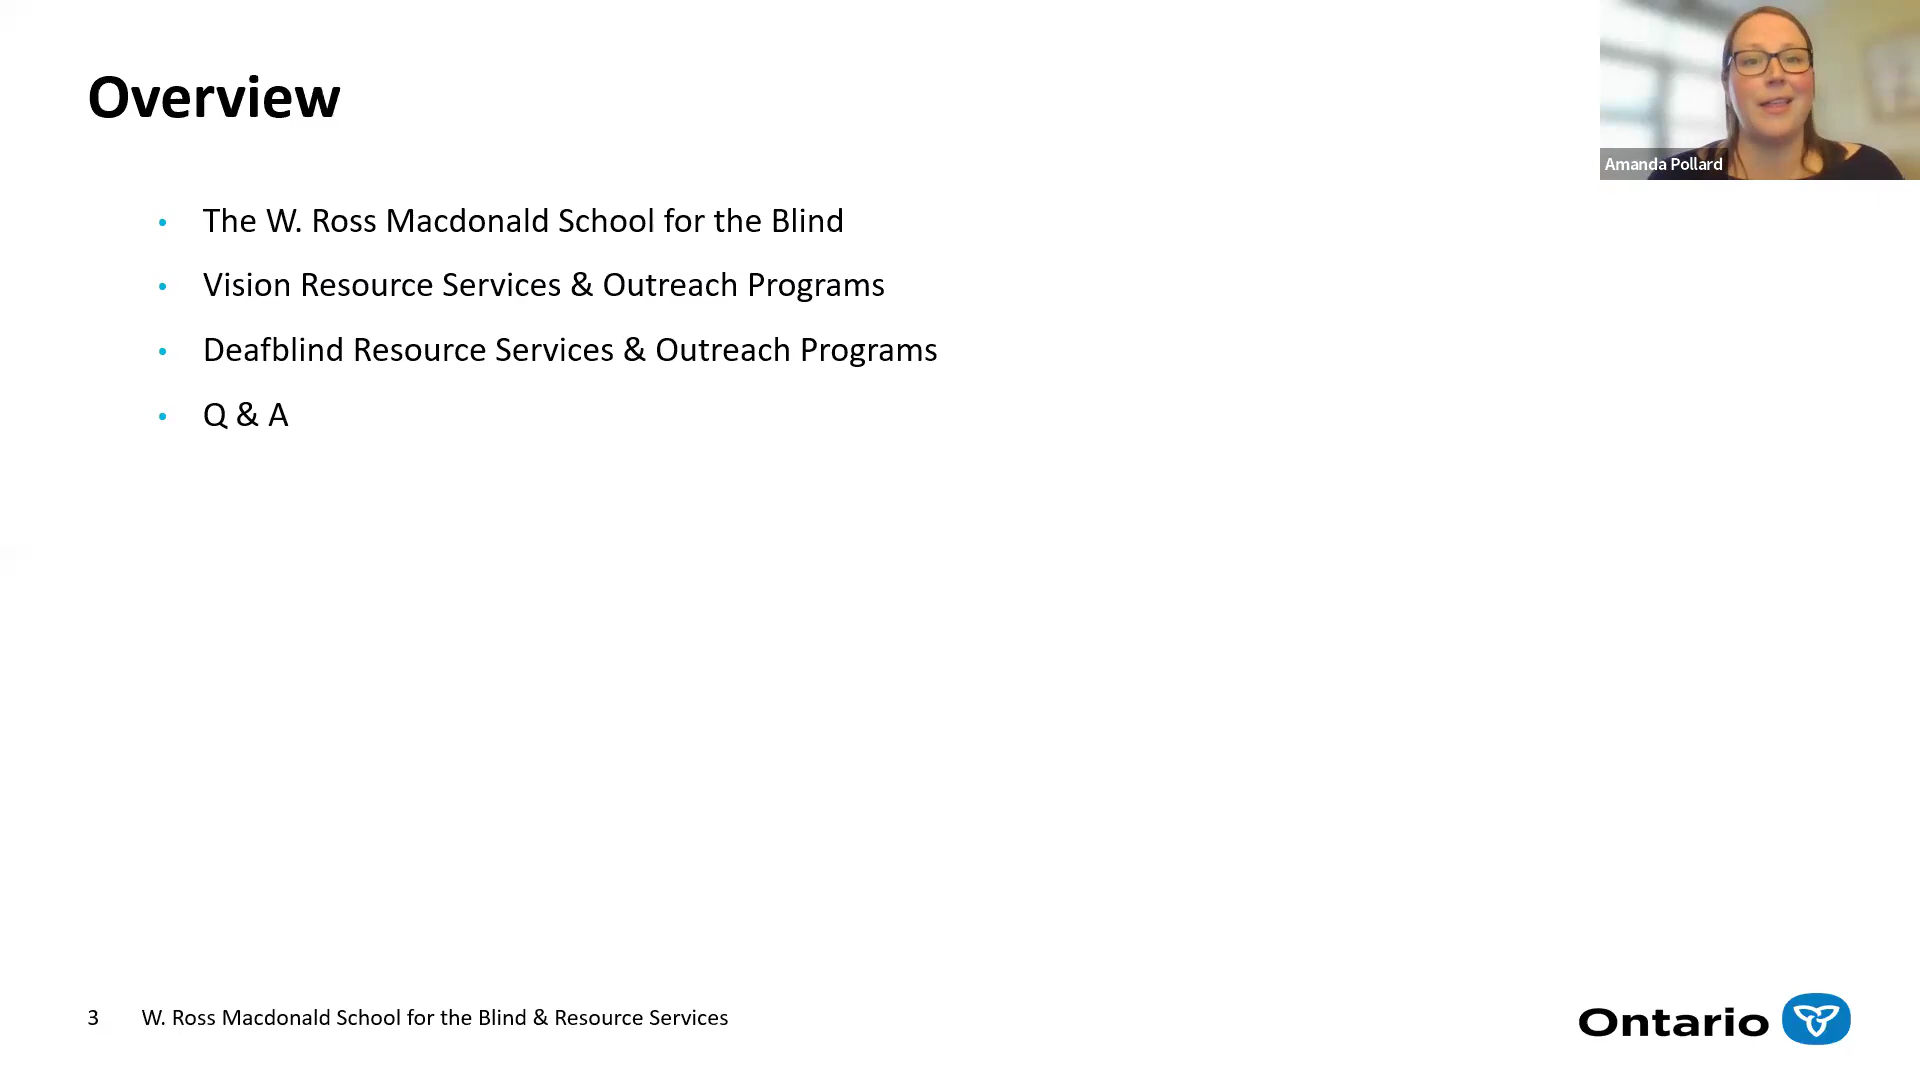 Overview
Amanda Pollard
• The W. Ross Macdonald School for the Blind
• Vision Resource Services & Outreach Programs
• Deafblind Resource Services & Outreach Programs
• Q & A
3 W. Ross Macdonald School for the Blind & Resource Services
Ontario